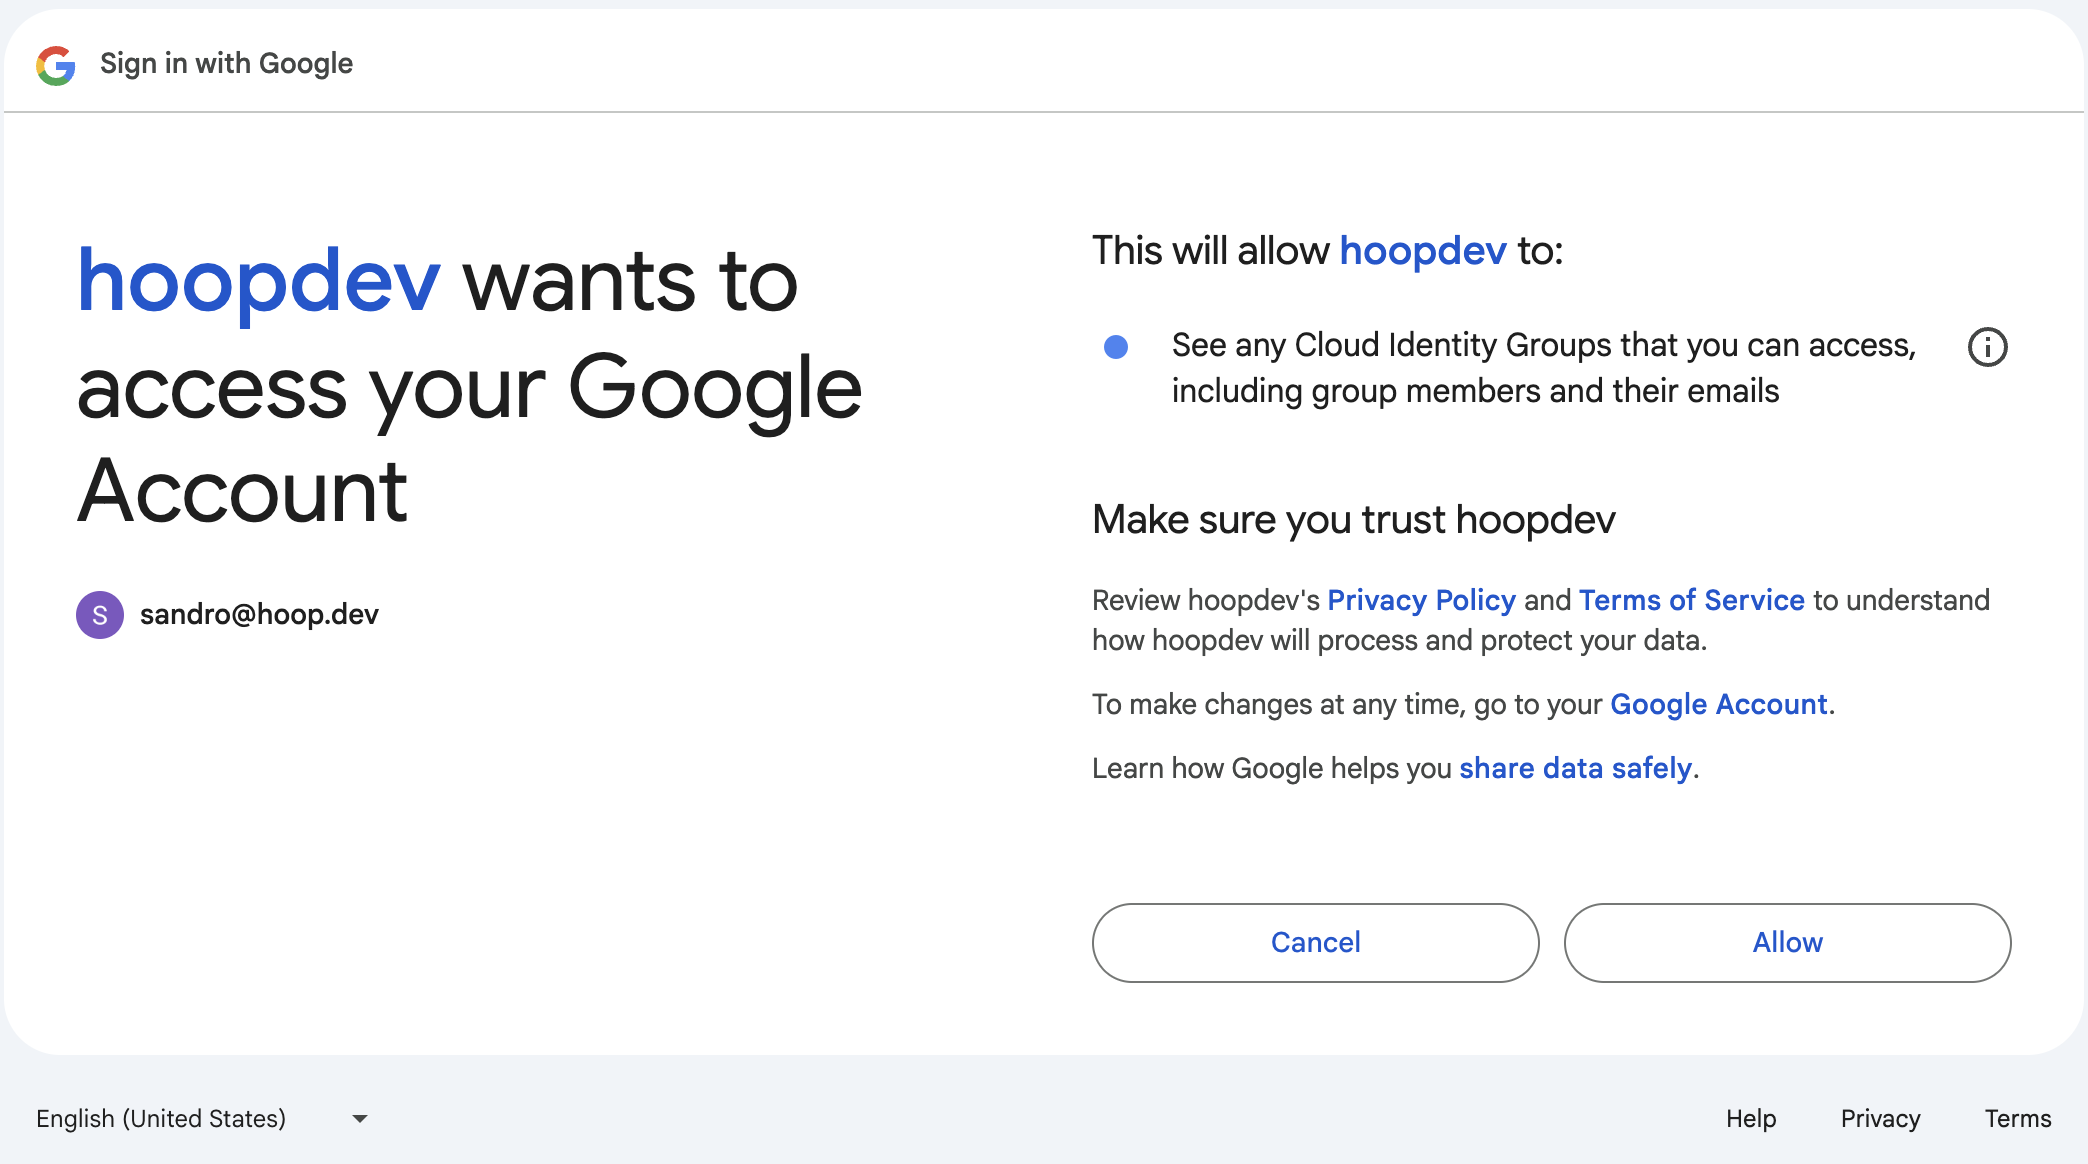 Sign in with Google
hoopdev wants to
access your Google
Account
S
sandro@hoop.dev
This will allow hoopdev to:
See any Cloud Identity Groups that you can access,
including group members and their emails
Make sure you trust hoopdev
Review hoopdev's Privacy Policy and Terms of Service to understand
how hoopdev will process and protect your data.
To make changes at any time, go to your Google Account.
Learn how Google helps you share data safely.
Cancel
Allow
English (United States)
Help
Privacy
Terms